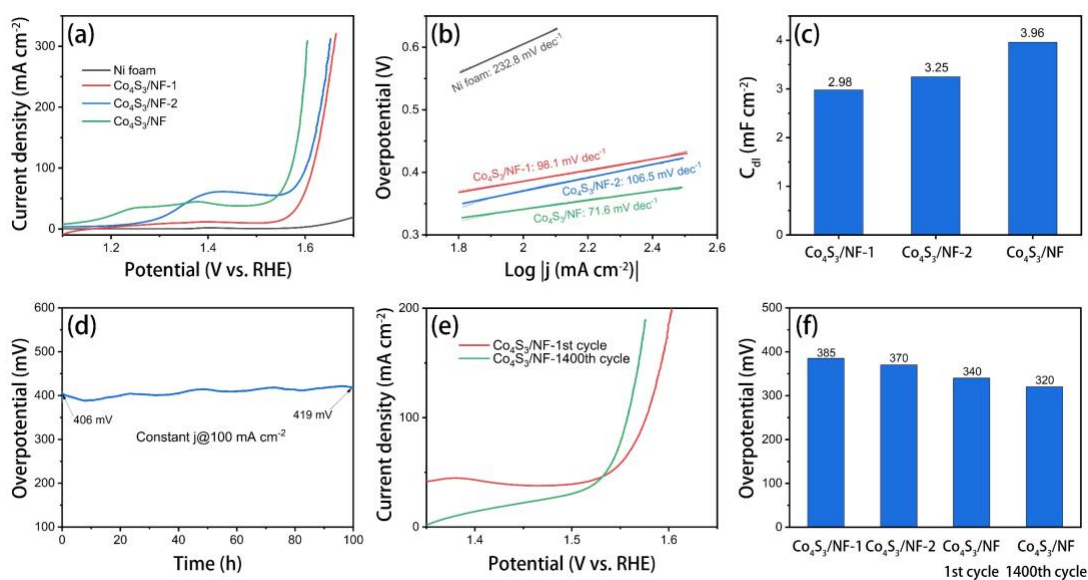 (a)
Current density (mA cm⁻²)
300
200
100
0
Ni foam
Co₄S₃/NF-1
Co₄S₃/NF-2
Co₄S₃/NF
1.2
1.4
1.6
Potential (V vs. RHE)
(b)
Overpotential (V)
0.6
0.5
0.4
0.3
Ni foam: 232.8 mV dec⁻¹
Co₄S₃/NF-1: 98.1 mV dec⁻¹
Co₄S₃/NF-2: 106.5 mV dec⁻¹
Co₄S₃/NF: 71.6 mV dec⁻¹
1.6
1.8
2.0
2.2
2.4
2.6
Log |j (mA cm⁻²)|
(c)
C_dl (mF cm⁻²)
4
3
2
1
0
2.98
3.25
3.96
Co₄S₃/NF-1
Co₄S₃/NF-2
Co₄S₃/NF
(d)
Overpotential (mV)
600
500
400
300
200
100
406 mV
419 mV
Constant j@100 mA cm⁻²
0
20
40
60
80
100
Time (h)
(e)
Current density (mA cm⁻²)
200
100
0
Co₄S₃/NF-1st cycle
Co₄S₃/NF-1400th cycle
1.4
1.5
1.6
Potential (V vs. RHE)
(f)
Overpotential (mV)
500
400
300
200
100
0
385
370
340
320
Co₄S₃/NF-1
Co₄S₃/NF-2
Co₄S₃/NF
1st cycle
Co₄S₃/NF
1400th cycle